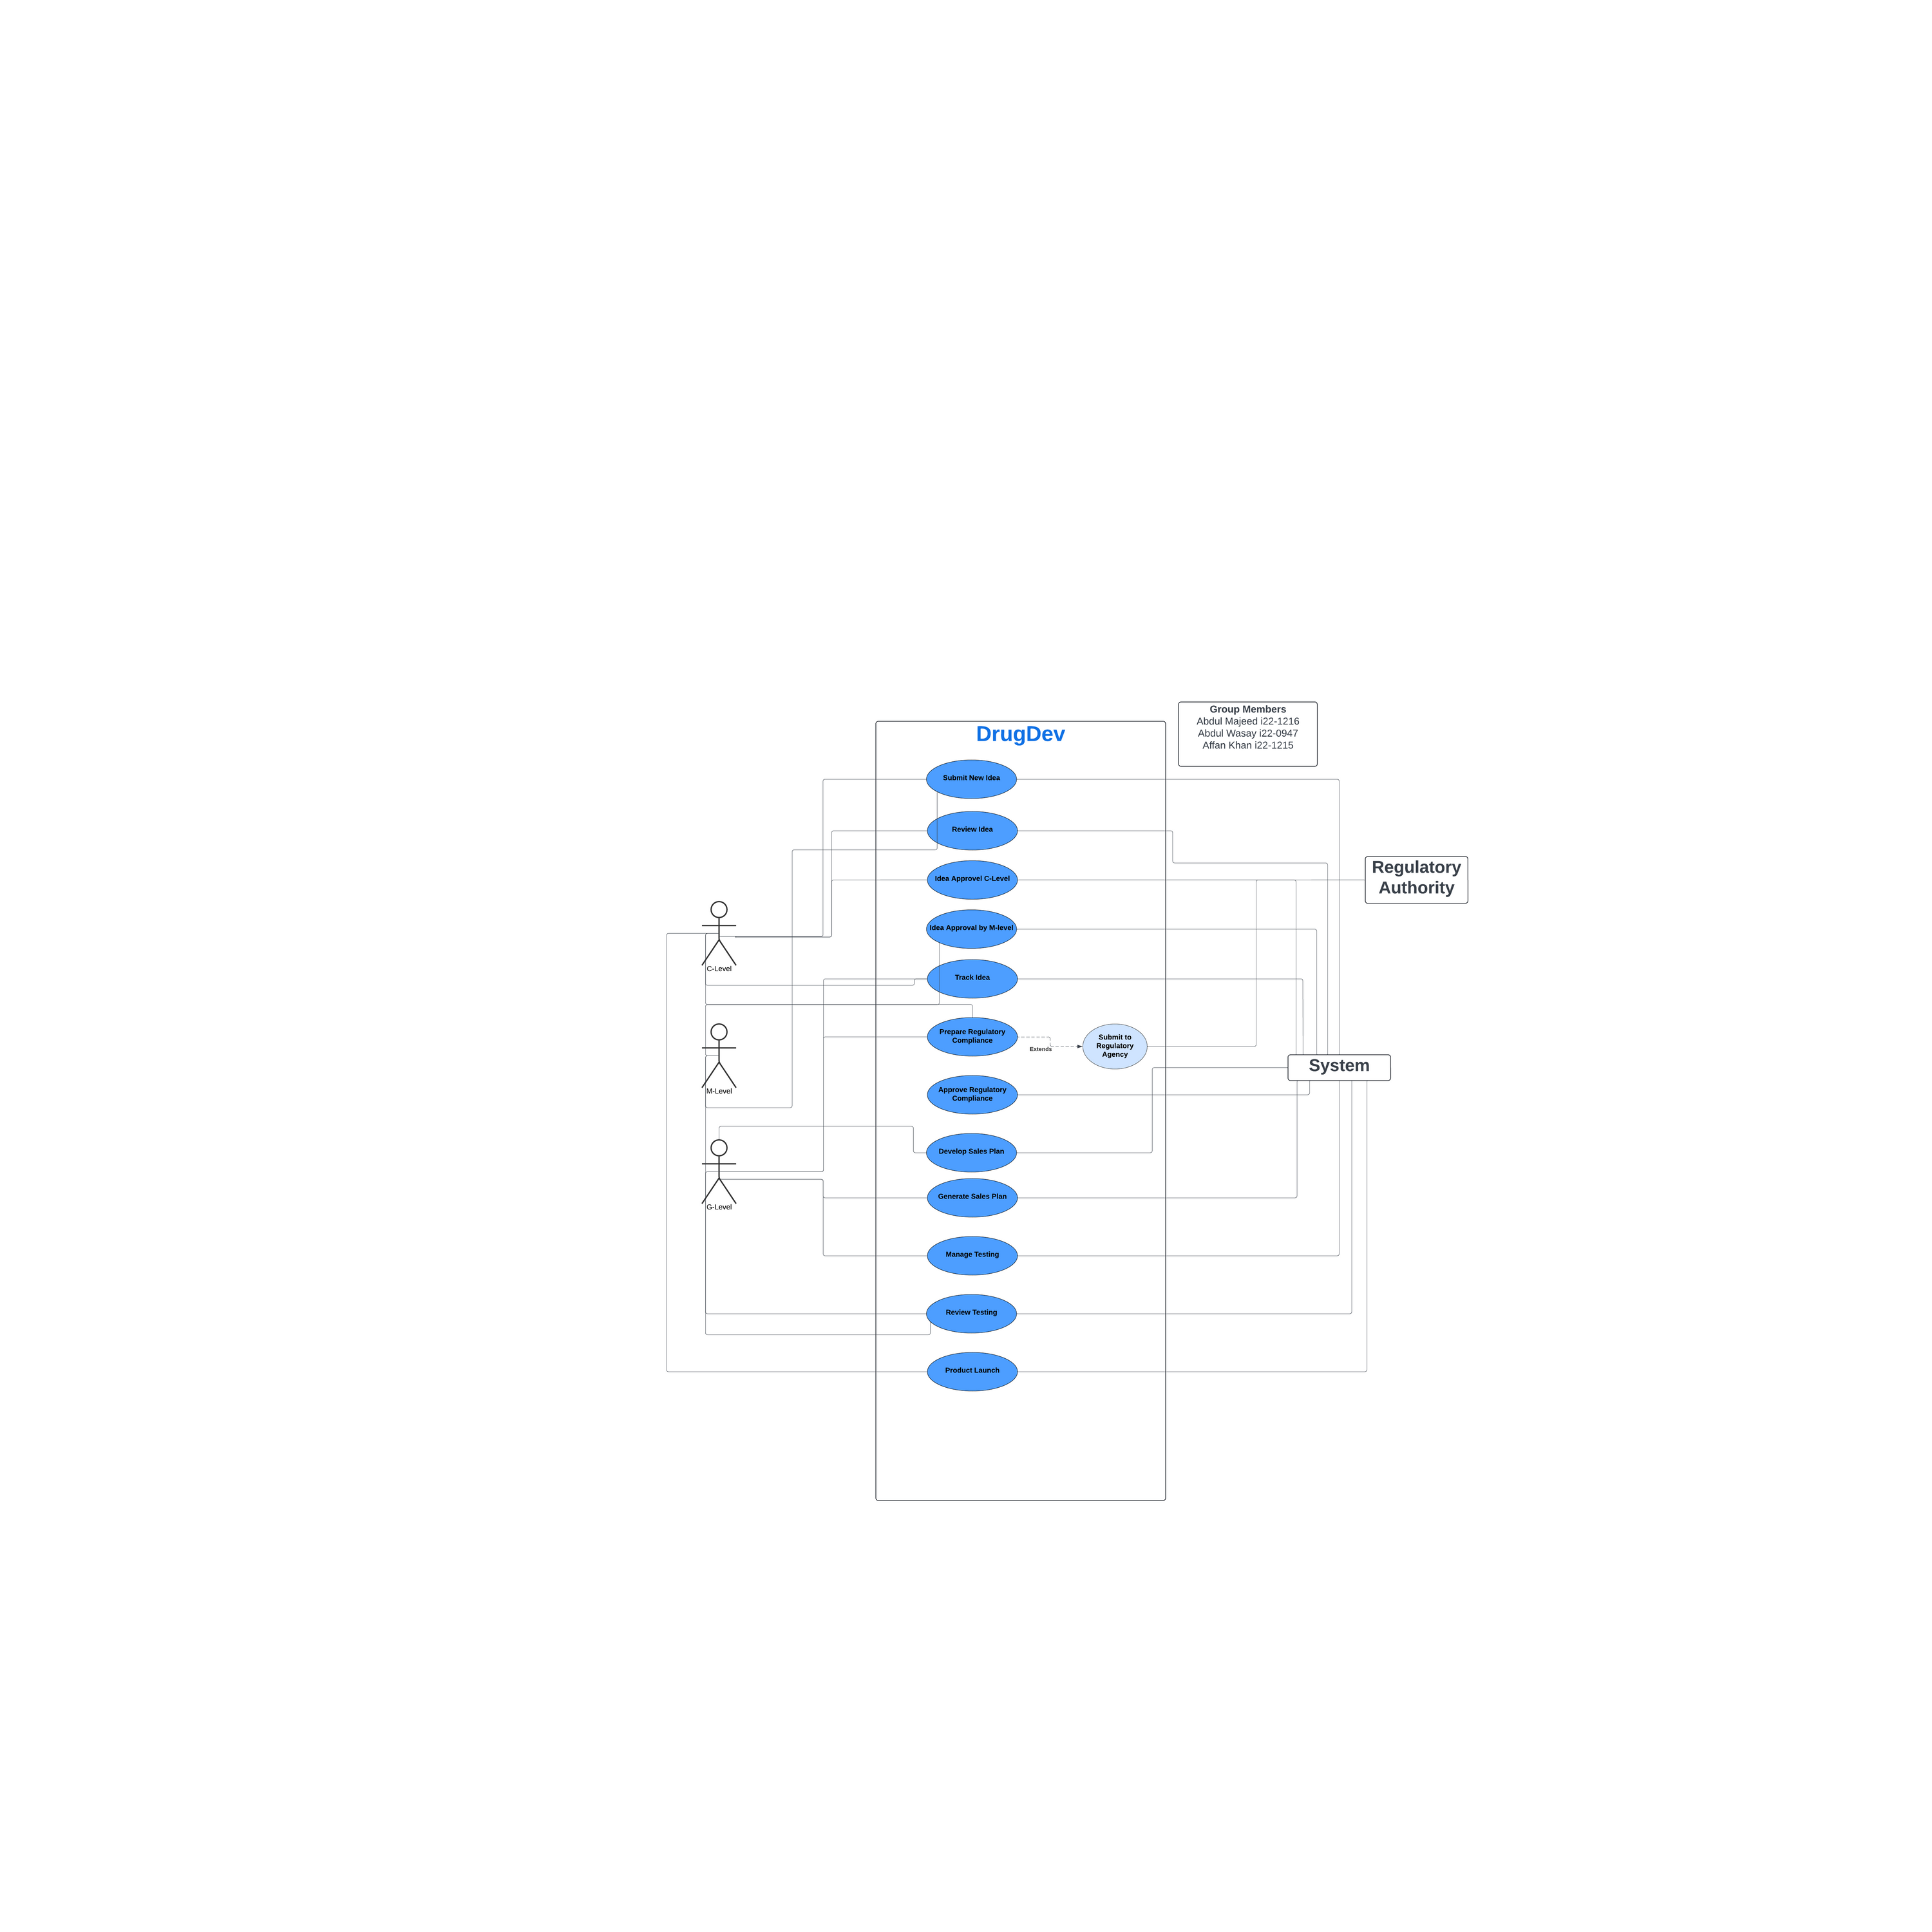 Group Members
Abdul Majeed i22-1216
Abdul Wasay i22-0947
Affan Khan i22-1215
DrugDev
Submit New Idea
Review Idea
Regulatory
Authority
Idea Approvel C-Level
Idea Approval by M-level
C-Level
Track Idea
Prepare Regulatory
Compliance
Extends
Submit to
Regulatory
Agency
System
M-Level
Approve Regulatory
Compliance
Develop Sales Plan
Generate Sales Plan
G-Level
Manage Testing
Review Testing
Product Launch